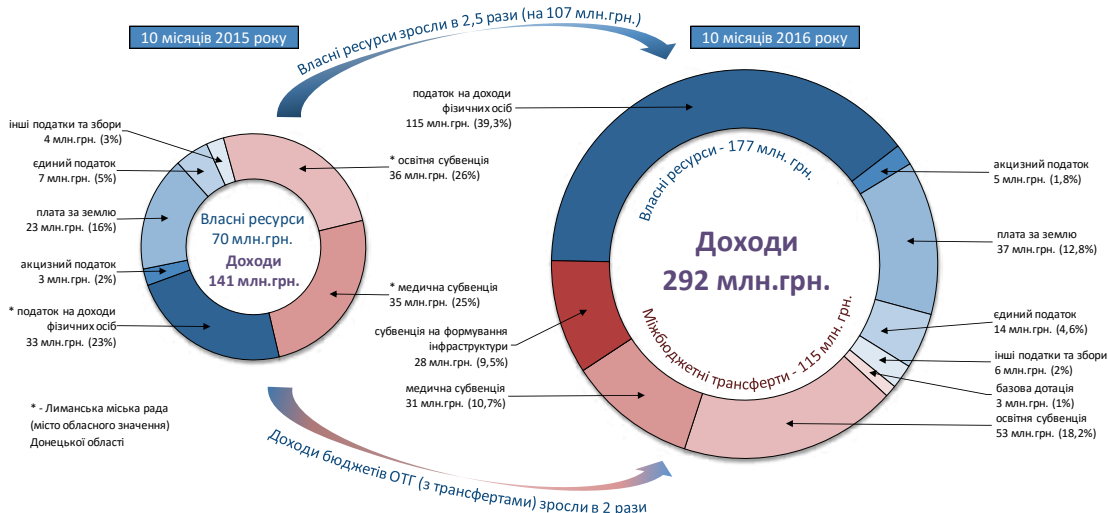 10 місяців 2015 року
Власні ресурси зросли в 2,5 рази (на 107 млн.грн.)
10 місяців 2016 року
інші податки та збори
4 млн.грн. (3%)
єдиний податок
7 млн.грн. (5%)
плата за землю
23 млн.грн. (16%)
акцизний податок
3 млн.грн. (2%)
* податок на доходи
фізичних осіб
33 млн.грн. (23%)
* освітня субвенція
36 млн.грн. (26%)
* медична субвенція
35 млн.грн. (25%)
Власні ресурси
70 млн.грн.
Доходи
141 млн.грн.
* - Лиманська міська рада
(місто обласного значення)
Донецької області
податок на доходи
фізичних осіб
115 млн.грн. (39,3%)
субвенція на формування
інфраструктури
28 млн.грн. (9,5%)
медична субвенція
31 млн.грн. (10,7%)
Власні ресурси - 177 млн. грн.
Доходи
292 млн.грн.
Міжбюджетні трансферти - 115 млн. грн.
акцизний податок
5 млн.грн. (1,8%)
плата за землю
37 млн.грн. (12,8%)
єдиний податок
14 млн.грн. (4,6%)
інші податки та збори
6 млн.грн. (2%)
базова дотація
3 млн.грн. (1%)
освітня субвенція
53 млн.грн. (18,2%)
Доходи бюджетів ОТГ (з трансфертами) зросли в 2 рази